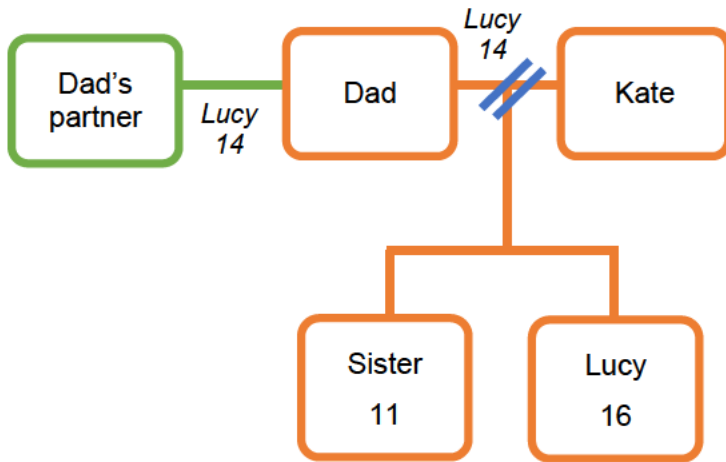 Lucy
14
Dad's
partner
Lucy
14
Dad
Kate
Sister
11
Lucy
16